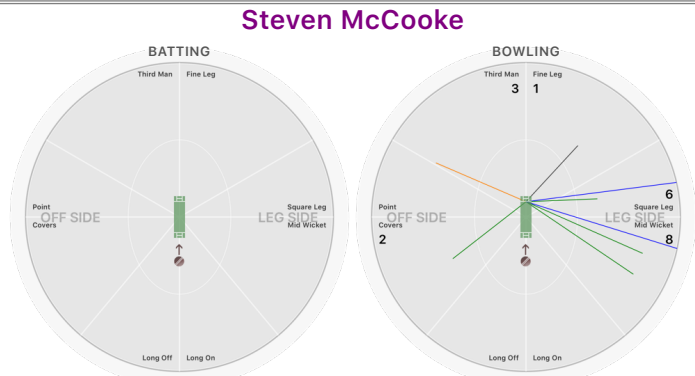 Steven McCooke
BATTING
Third Man Fine Leg
Point
OFF SIDE
Covers
Square Leg
LEG SIDE
Mid Wicket
Long Off Long On
BOWLING
Third Man Fine Leg
3 1
Point
OFF SIDE
Covers
2
6
Square Leg
LEG SIDE
Mid Wicket
8
Long Off Long On